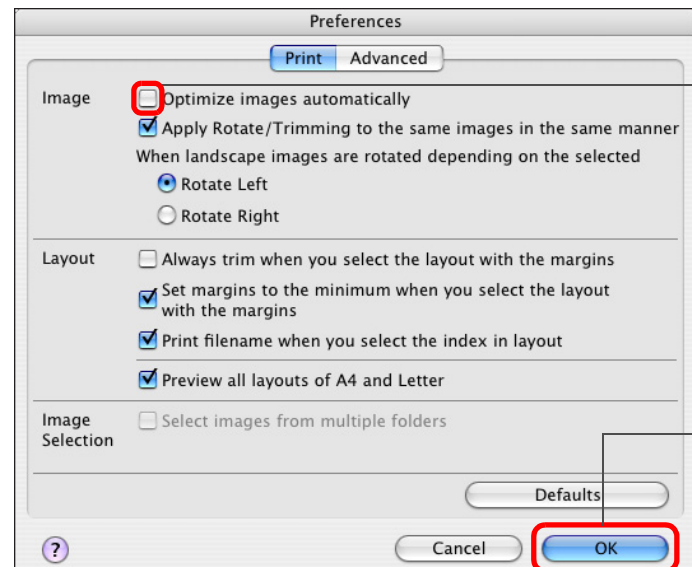 Preferences
Print Advanced
Image Optimize images automatically
Apply Rotate/Trimming to the same images in the same manner
When landscape images are rotated depending on the selected
Rotate Left
Rotate Right
Layout Always trim when you select the layout with the margins
Set margins to the minimum when you select the layout
with the margins
Print filename when you select the index in layout
Preview all layouts of A4 and Letter
Image Select images from multiple folders
Selection
Defaults
? Cancel OK